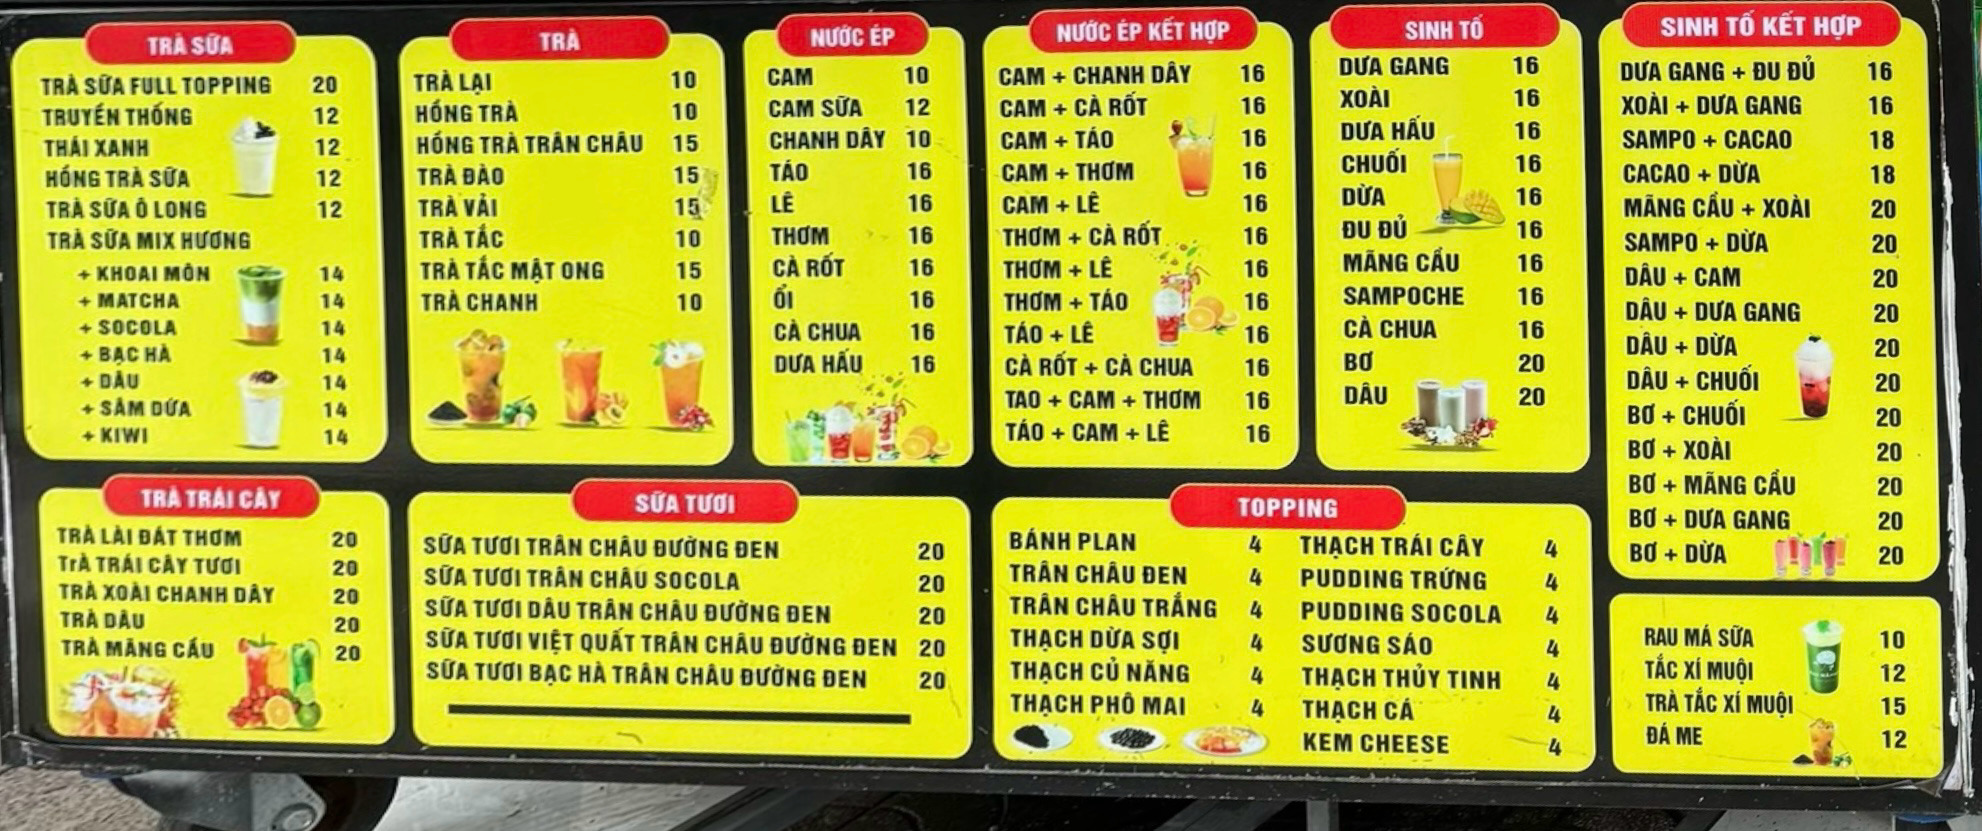 TRÀ SỮA
TRÀ SỮA FULL TOPPING 20
TRUYỀN THỐNG 12
THÁI XANH 12
HỒNG TRÀ SỮA 12
TRÀ SỮA Ô LONG 12
TRÀ SỮA MIX HƯƠNG
+ KHOAI MÔN 14
+ MATCHA 14
+ SOCOLA 14
+ BẠC HÀ 14
+ DÂU 14
+ SÂM DỨA 14
+ KIWI 14
TRÀ
TRÀ LẠI 10
HỒNG TRÀ 10
HỒNG TRÀ TRÂN CHÂU 15
TRÀ ĐÀO 15
TRÀ VẢI 15
TRÀ TẮC 10
TRÀ TẮC MẬT ONG 15
TRÀ CHANH 10
NƯỚC ÉP
CAM 10
CAM SỮA 12
CHANH DÂY 10
TÁO 16
LÊ 16
THƠM 16
CÀ RỐT 16
ỔI 16
CÀ CHUA 16
DƯA HẤU 16
NƯỚC ÉP KẾT HỢP
CAM + CHANH DÂY 16
CAM + CÀ RỐT 16
CAM + TÁO 16
CAM + THƠM 16
CAM + LÊ 16
THƠM + CÀ RỐT 16
THƠM + LÊ 16
THƠM + TÁO 16
TÁO + LÊ 16
CÀ RỐT + CÀ CHUA 16
TAO + CAM + THƠM 16
TÁO + CAM + LÊ 16
SINH TỐ
DƯA GANG 16
XOÀI 16
DƯA HẤU 16
CHUỐI 16
DỪA 16
ĐU ĐỦ 16
MÃNG CẦU 16
SAMPOCHE 16
CÀ CHUA 16
BƠ 20
DÂU 20
SINH TỐ KẾT HỢP
DƯA GANG + ĐU ĐỦ 16
XOÀI + DƯA GANG 16
SAMPO + CACAO 18
CACAO + DỪA 18
MÃNG CẦU + XOÀI 20
SAMPO + DỪA 20
DÂU + CAM 20
DÂU + DƯA GANG 20
DÂU + DỪA 20
DÂU + CHUỐI 20
BƠ + CHUỐI 20
BƠ + XOÀI 20
BƠ + MÃNG CẦU 20
BƠ + DƯA GANG 20
BƠ + DỪA 20
TRÀ TRÁI CÂY
TRÀ LÀI ĐÁT THƠM 20
TrÀ TRÁI CÂY TƯƠI 20
TRÀ XOÀI CHANH DÂY 20
TRÀ DÂU 20
TRÀ MÃNG CẦU 20
SỮA TƯƠI
SỮA TƯƠI TRÂN CHÂU ĐƯỜNG ĐEN 20
SỮA TƯƠI TRÂN CHÂU SOCOLA 20
SỮA TƯƠI DÂU TRÂN CHÂU ĐƯỜNG ĐEN 20
SỮA TƯƠI VIỆT QUẤT TRÂN CHÂU ĐƯỜNG ĐEN 20
SỮA TƯƠI BẠC HÀ TRÂN CHÂU ĐƯỜNG ĐEN 20
TOPPING
BÁNH PLAN 4
TRÂN CHÂU ĐEN 4
TRÂN CHÂU TRẮNG 4
THẠCH DỪA SỢI 4
THẠCH CỦ NĂNG 4
THẠCH PHÔ MAI 4
THẠCH TRÁI CÂY 4
PUDDING TRỨNG 4
PUDDING SOCOLA 4
SƯƠNG SÁO 4
THẠCH THỦY TINH 4
THẠCH CÁ 4
KEM CHEESE 4
RAU MÁ SỮA 10
TẮC XÍ MUỘI 12
TRÀ TẮC XÍ MUỘI 15
ĐÁ ME 12